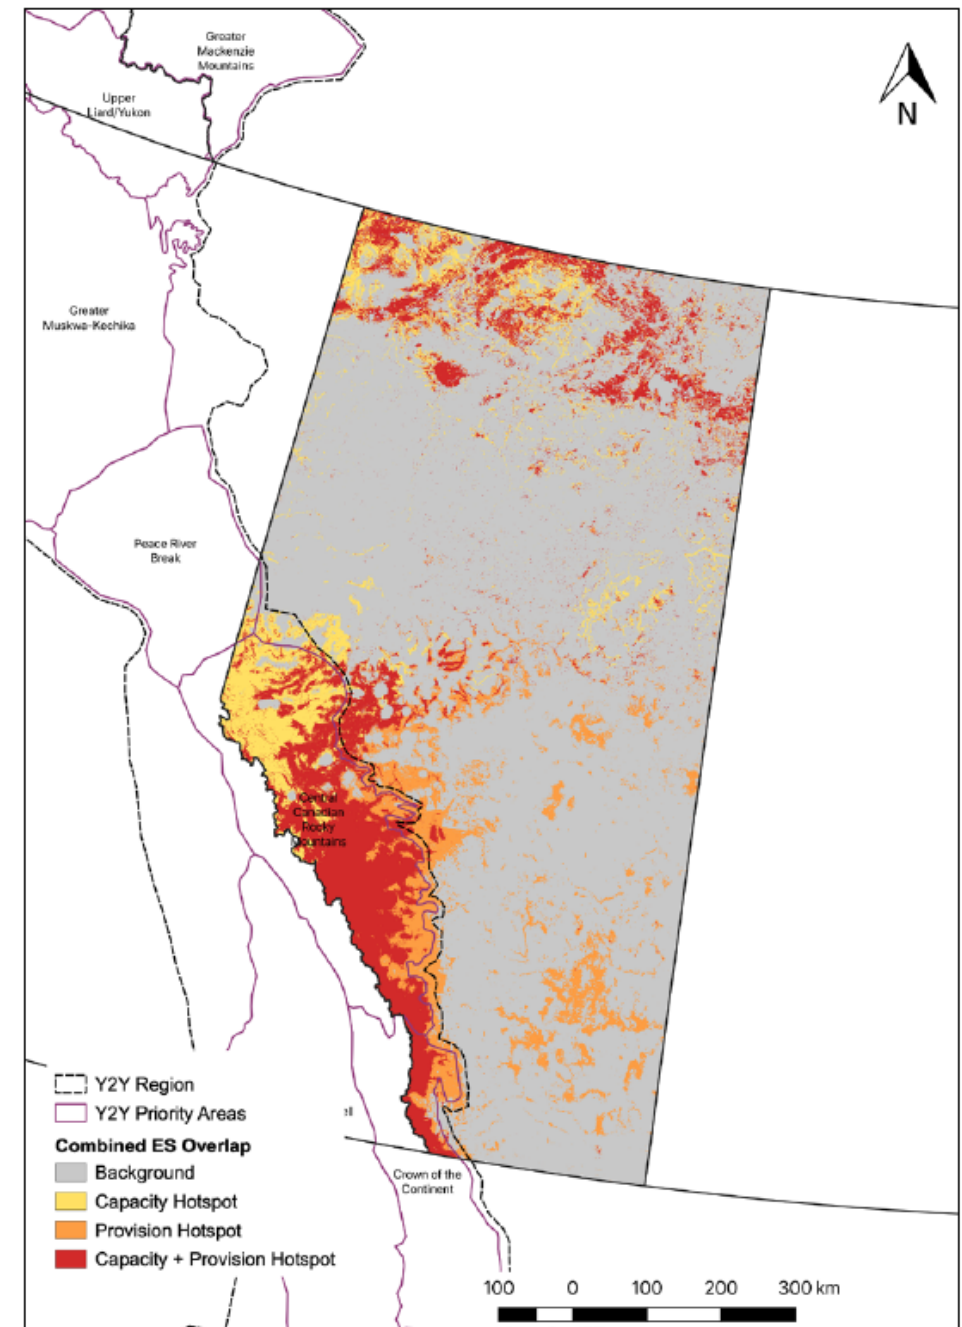 Greater
Mackenzie
Mountains
Upper
Liard/Yukon
N
Greater
Muskwa-Kechika
Peace River
Break
Central
Canadian
Rocky
Mountains
Y2Y Region
Y2Y Priority Areas
Combined ES Overlap
Background
Capacity Hotspot
Provision Hotspot
Capacity + Provision Hotspot
ell
Crown of the
Continent
100 0 100 200 300 km